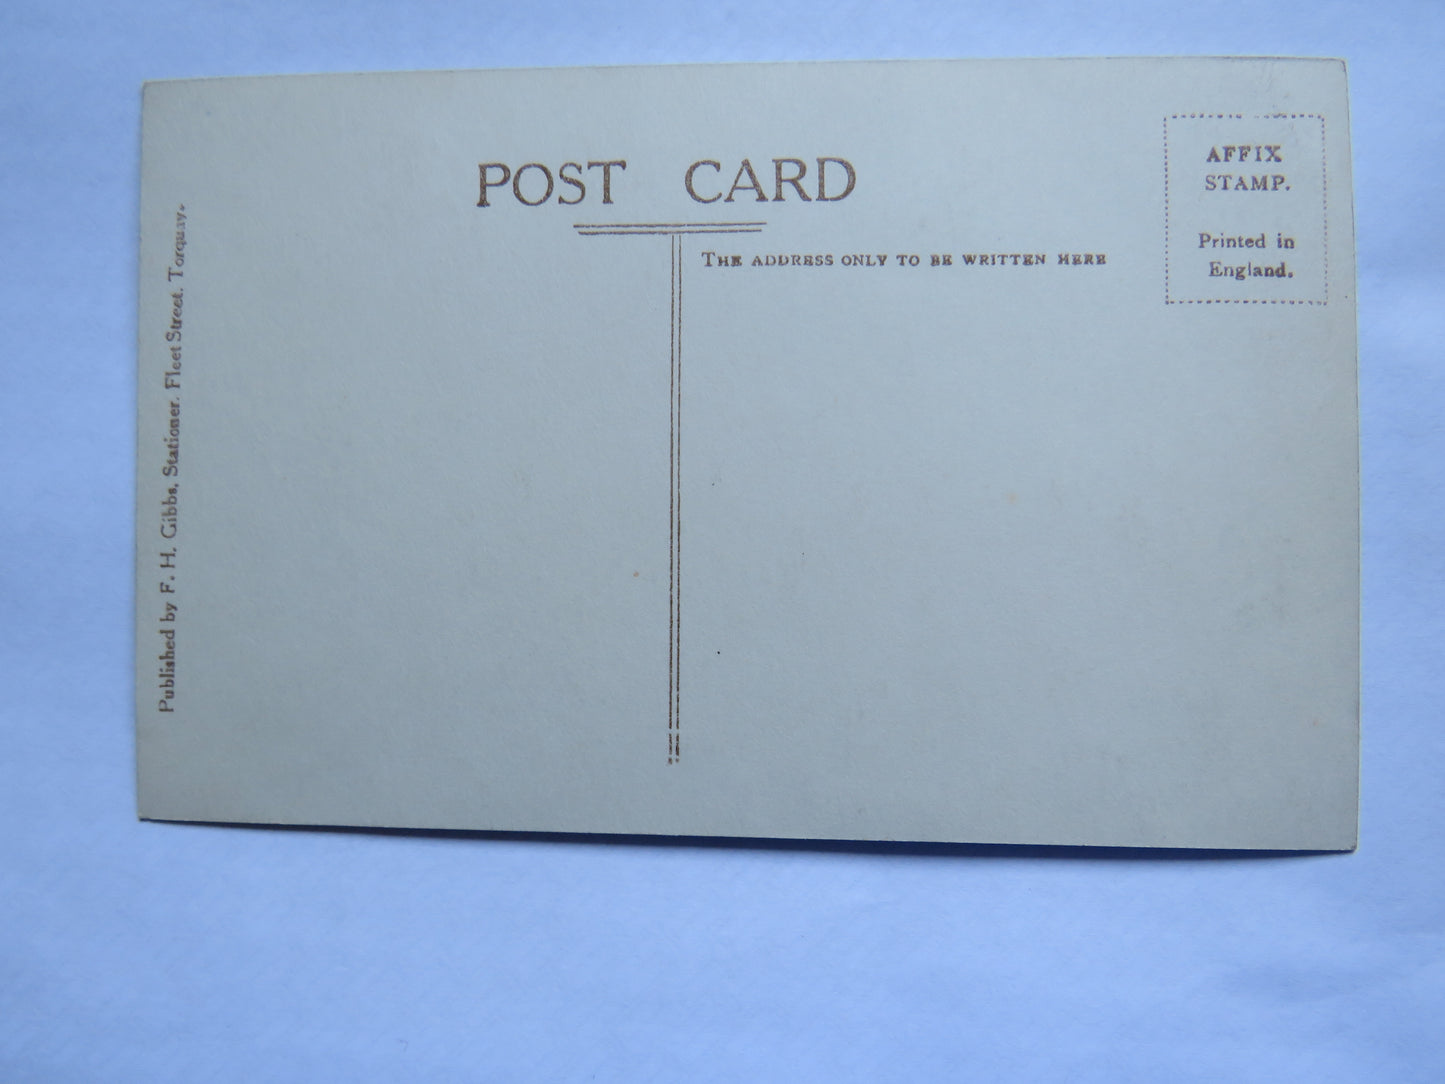 POST CARD
THE ADDRESS ONLY TO BE WRITTEN HERE
AFFIX
STAMP.
Printed in
England.
Published by F. H. Gibbs, Stationer. Fleet Street. Torquay.